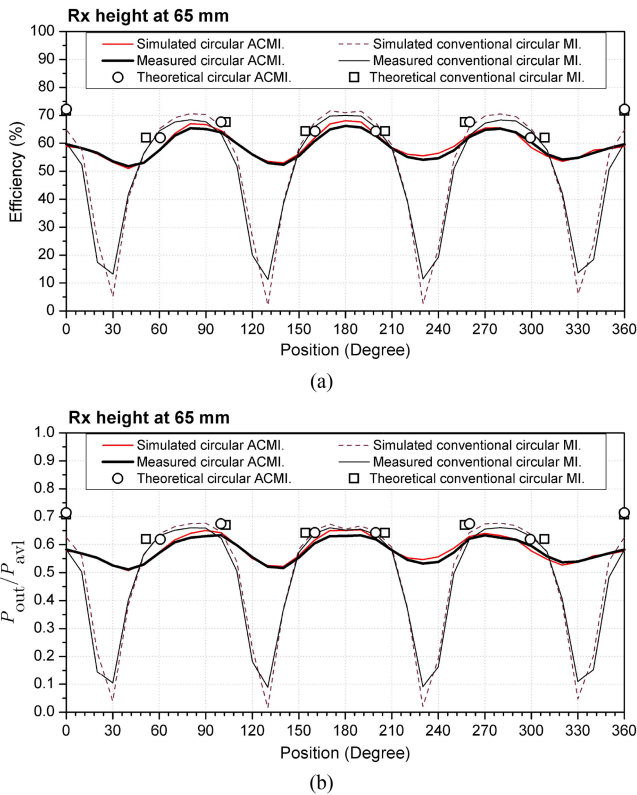 Rx height at 65 mm
100
90
80
70
60
50
40
30
20
10
0
Efficiency (%)
Simulated circular ACMI.
Measured circular ACMI.
Theoretical circular ACMI.
Simulated conventional circular MI.
Measured conventional circular MI.
Theoretical conventional circular MI.
0 30 60 90 120 150 180 210 240 270 300 330 360
Position (Degree)
(a)
Rx height at 65 mm
1.0
0.9
0.8
0.7
0.6
0.5
0.4
0.3
0.2
0.1
0.0
Pout/Pavl
Simulated circular ACMI.
Measured circular ACMI.
Theoretical circular ACMI.
Simulated conventional circular MI.
Measured conventional circular MI.
Theoretical conventional circular MI.
0 30 60 90 120 150 180 210 240 270 300 330 360
Position (Degree)
(b)